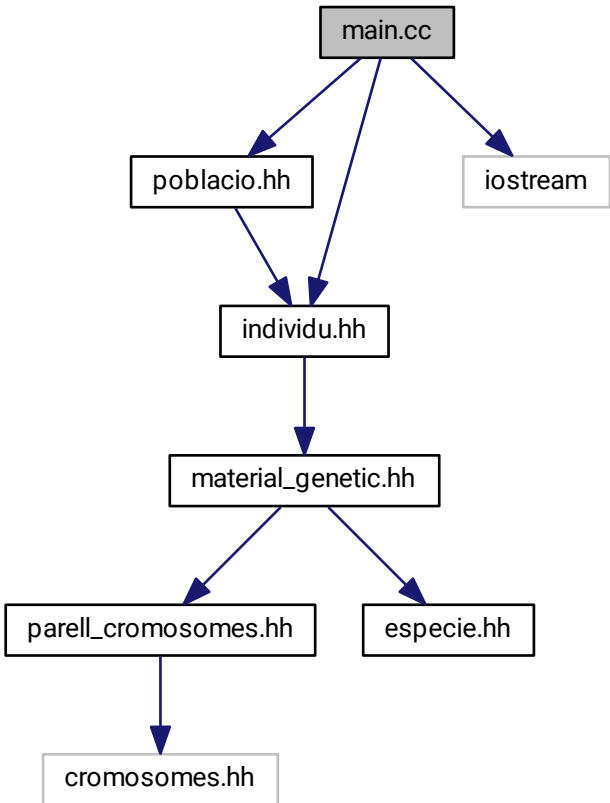 main.cc
poblacio.hh
iostream
individu.hh
material_genetic.hh
parell_cromosomes.hh
especie.hh
cromosomes.hh